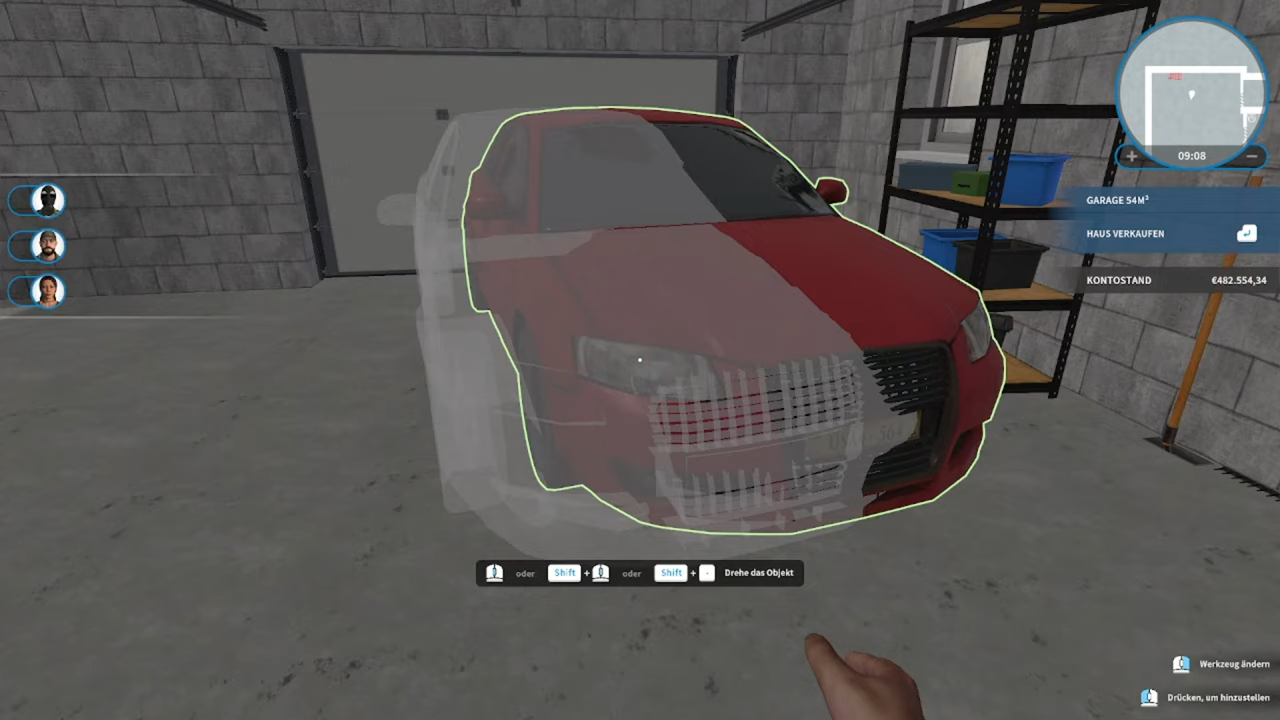 09:08
GARAGE 54M²
HAUS VERKAUFEN
KONTOSTAND €482.554,34
oder Shift + oder Shift + - Drehe das Objekt
Werkzeug ändern
Drücken, um hinzustellen